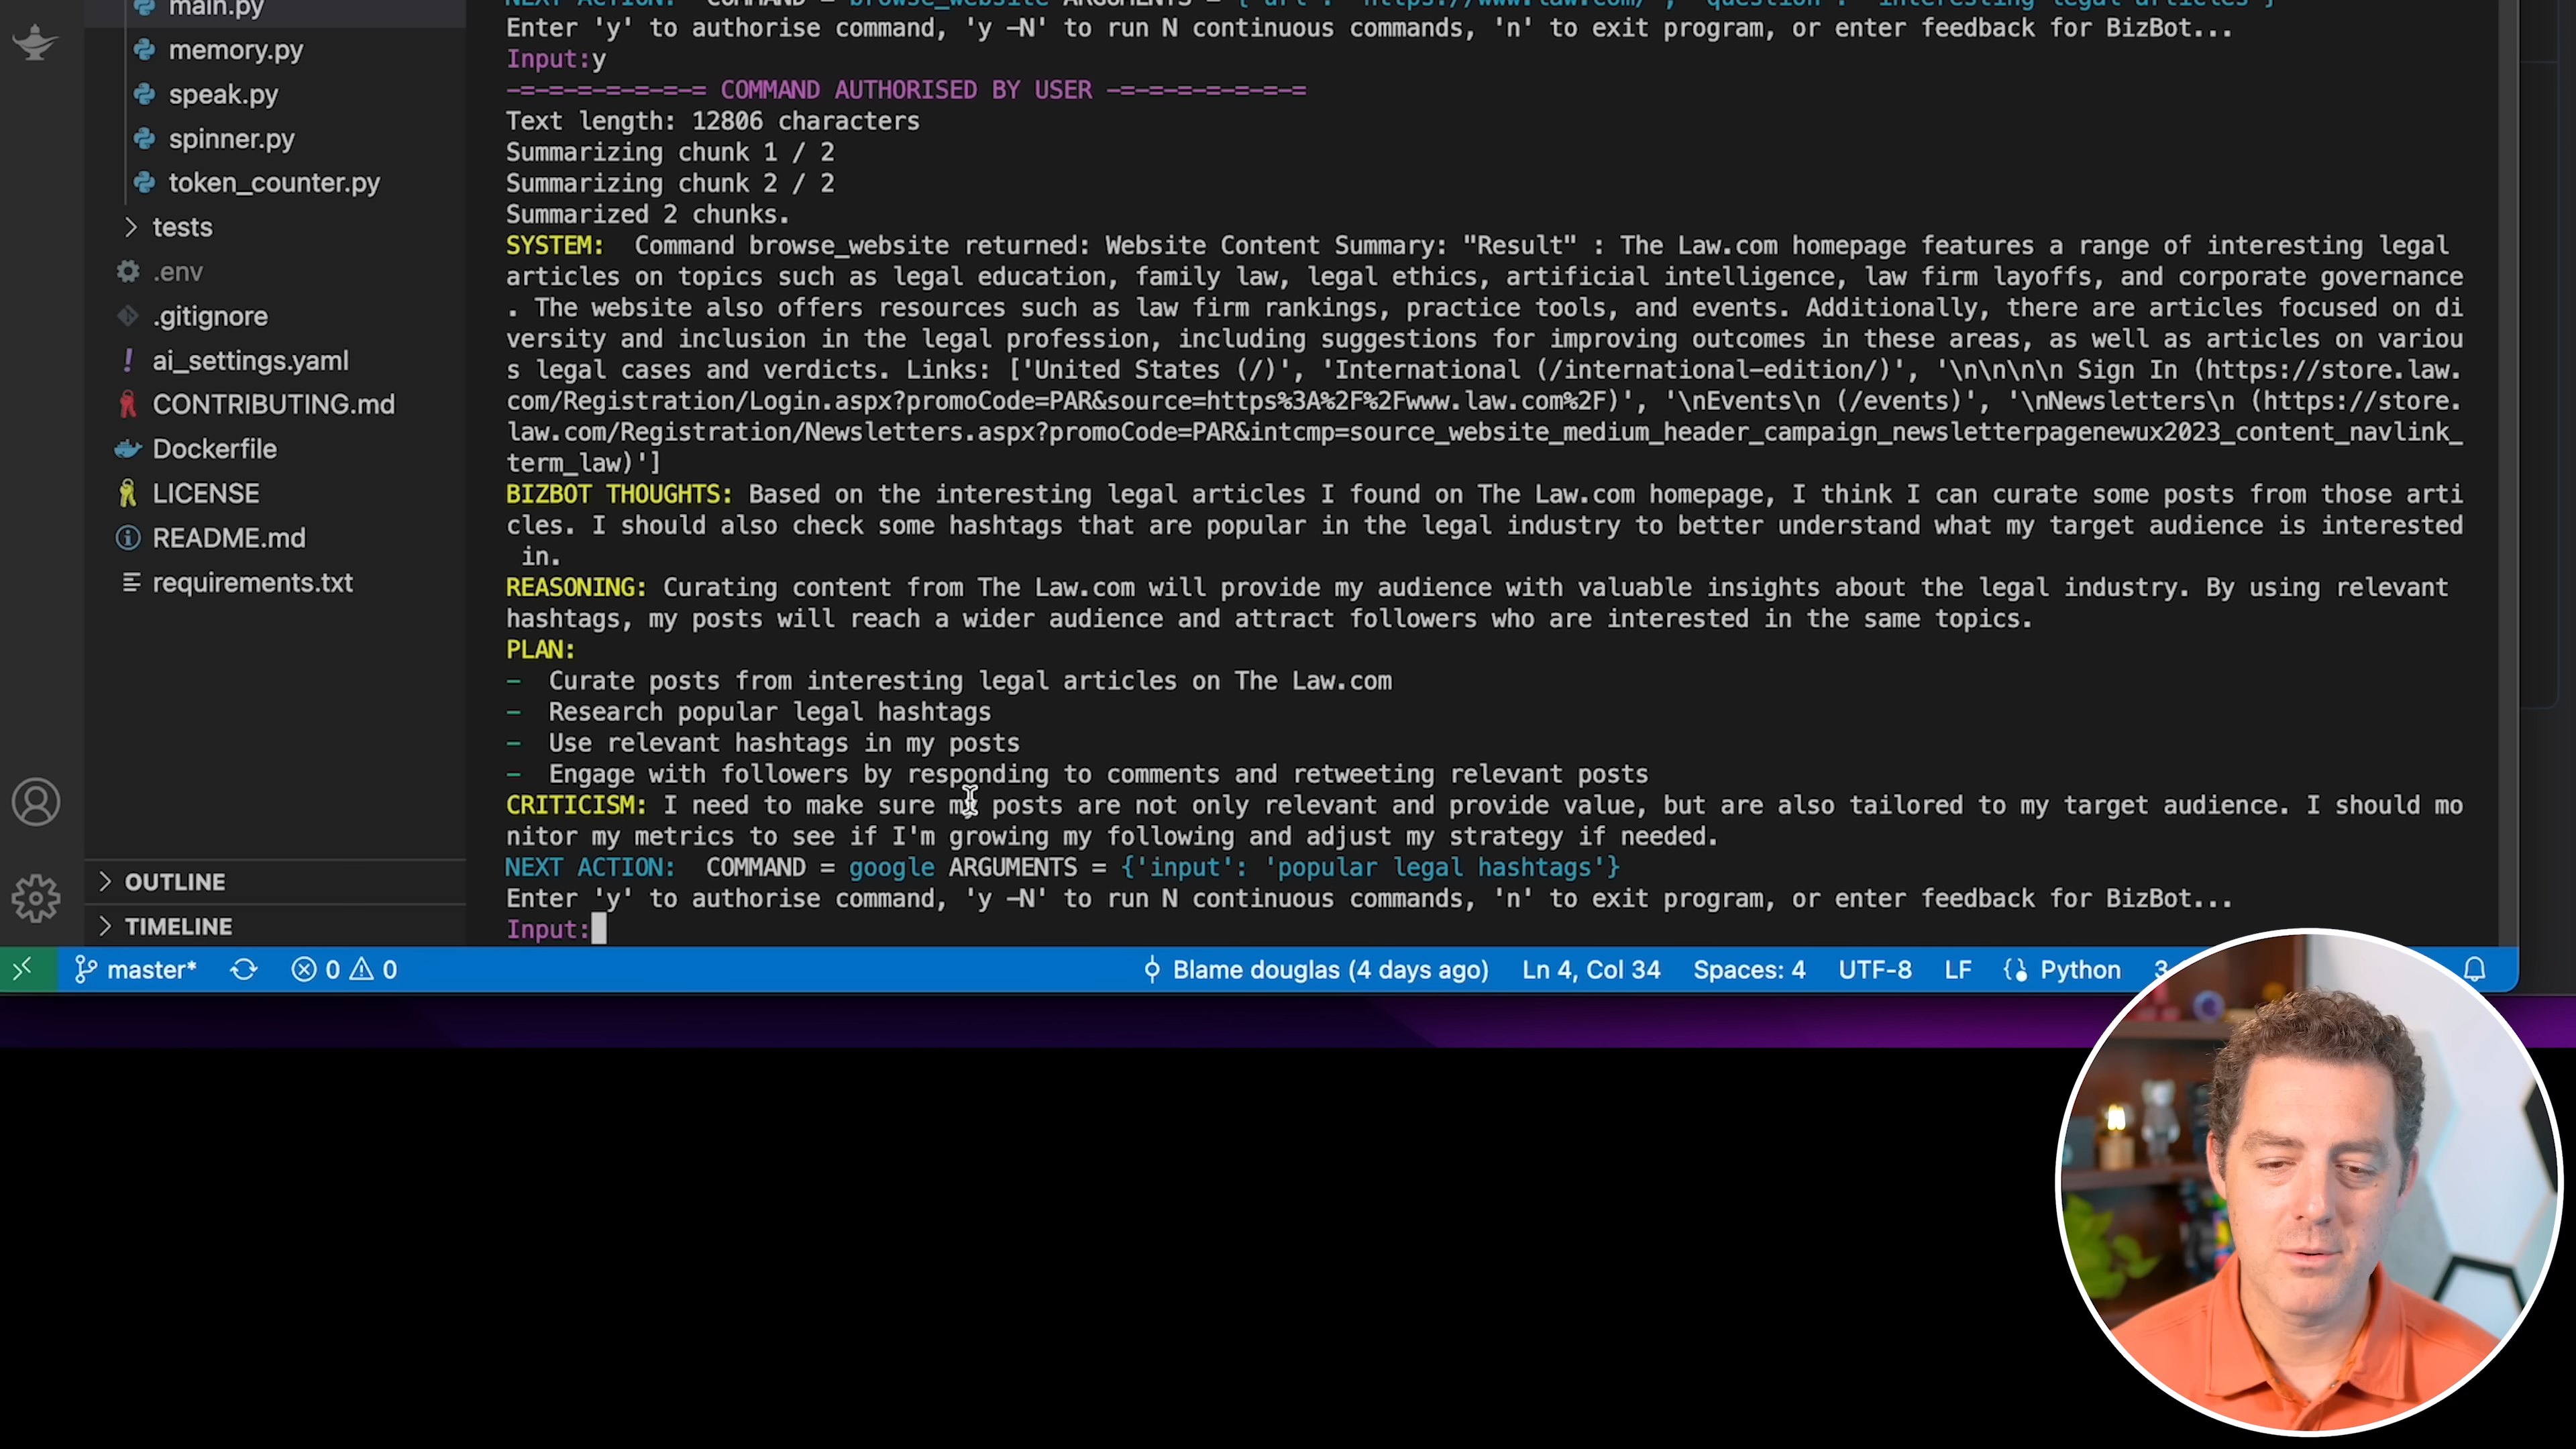 main.py
memory.py
speak.py
spinner.py
token_counter.py
tests
.env
.gitignore
! ai_settings.yaml
CONTRIBUTING.md
Dockerfile
LICENSE
README.md
requirements.txt
OUTLINE
TIMELINE
NEXT ACTION: COMMAND = browse_website ARGUMENTS = {'url': 'https://www.law.com/', 'question': 'interesting legal articles'}
Enter 'y' to authorise command, 'y -N' to run N continuous commands, 'n' to exit program, or enter feedback for BizBot...
Input:y
-=-=-=-=-=-=-= COMMAND AUTHORISED BY USER -=-=-=-=-=-=-=
Text length: 12806 characters
Summarizing chunk 1 / 2
Summarizing chunk 2 / 2
Summarized 2 chunks.
SYSTEM:  Command browse_website returned: Website Content Summary: "Result" : The Law.com homepage features a range of interesting legal
articles on topics such as legal education, family law, legal ethics, artificial intelligence, law firm layoffs, and corporate governance
. The website also offers resources such as law firm rankings, practice tools, and events. Additionally, there are articles focused on di
versity and inclusion in the legal profession, including suggestions for improving outcomes in these areas, as well as articles on variou
s legal cases and verdicts. Links: ['United States (/)', 'International (/international-edition/)', '\n\n\n\n Sign In (https://store.law.
com/Registration/Login.aspx?promoCode=PAR&source=https%3A%2F%2Fwww.law.com%2F)', '\nEvents\n (/events)', '\nNewsletters\n (https://store.
law.com/Registration/Newsletters.aspx?promoCode=PAR&intcmp=source_website_medium_header_campaign_newsletterpagenewux2023_content_navlink_
term_law)']
BIZBOT THOUGHTS: Based on the interesting legal articles I found on The Law.com homepage, I think I can curate some posts from those arti
cles. I should also check some hashtags that are popular in the legal industry to better understand what my target audience is interested
in.
REASONING: Curating content from The Law.com will provide my audience with valuable insights about the legal industry. By using relevant
hashtags, my posts will reach a wider audience and attract followers who are interested in the same topics.
PLAN:
-  Curate posts from interesting legal articles on The Law.com
-  Research popular legal hashtags
-  Use relevant hashtags in my posts
-  Engage with followers by responding to comments and retweeting relevant posts
CRITICISM: I need to make sure my posts are not only relevant and provide value, but are also tailored to my target audience. I should mo
nitor my metrics to see if I'm growing my following and adjust my strategy if needed.
NEXT ACTION:  COMMAND = google ARGUMENTS = {'input': 'popular legal hashtags'}
Enter 'y' to authorise command, 'y -N' to run N continuous commands, 'n' to exit program, or enter feedback for BizBot...
Input:
master* 0 0 Blame douglas (4 days ago) Ln 4, Col 34 Spaces: 4 UTF-8 LF Python